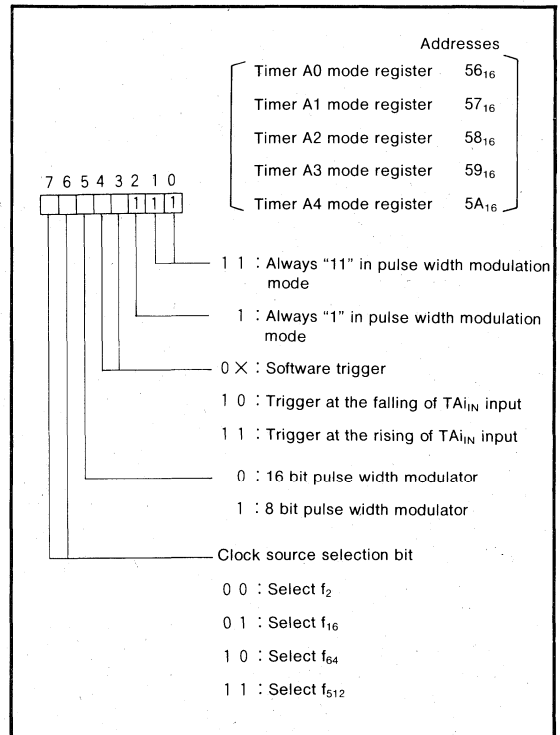 Addresses
Timer A0 mode register 56₁₆
Timer A1 mode register 57₁₆
Timer A2 mode register 58₁₆
Timer A3 mode register 59₁₆
Timer A4 mode register 5A₁₆
7 6 5 4 3 2 1 0
1 1 1
1 1 : Always "11" in pulse width modulation
mode
1 : Always "1" in pulse width modulation
mode
0 X : Software trigger
1 0 : Trigger at the falling of TAi_IN input
1 1 : Trigger at the rising of TAi_IN input
0 : 16 bit pulse width modulator
1 : 8 bit pulse width modulator
Clock source selection bit
0 0 : Select f₂
0 1 : Select f₁₆
1 0 : Select f₆₄
1 1 : Select f₅₁₂